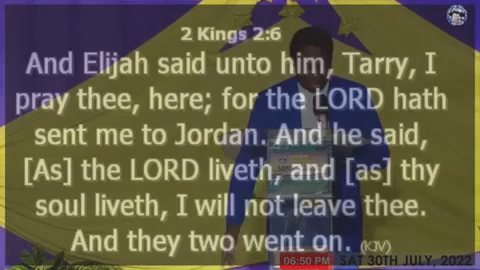 2 Kings 2:6
And Elijah said unto him, Tarry, I
pray thee, here; for the LORD hath
sent me to Jordan. And he said,
[As] the LORD liveth, and [as] thy
soul liveth, I will not leave thee.
And they two went on. (KJV)
06:50 PM SAT 30TH JULY, 2022